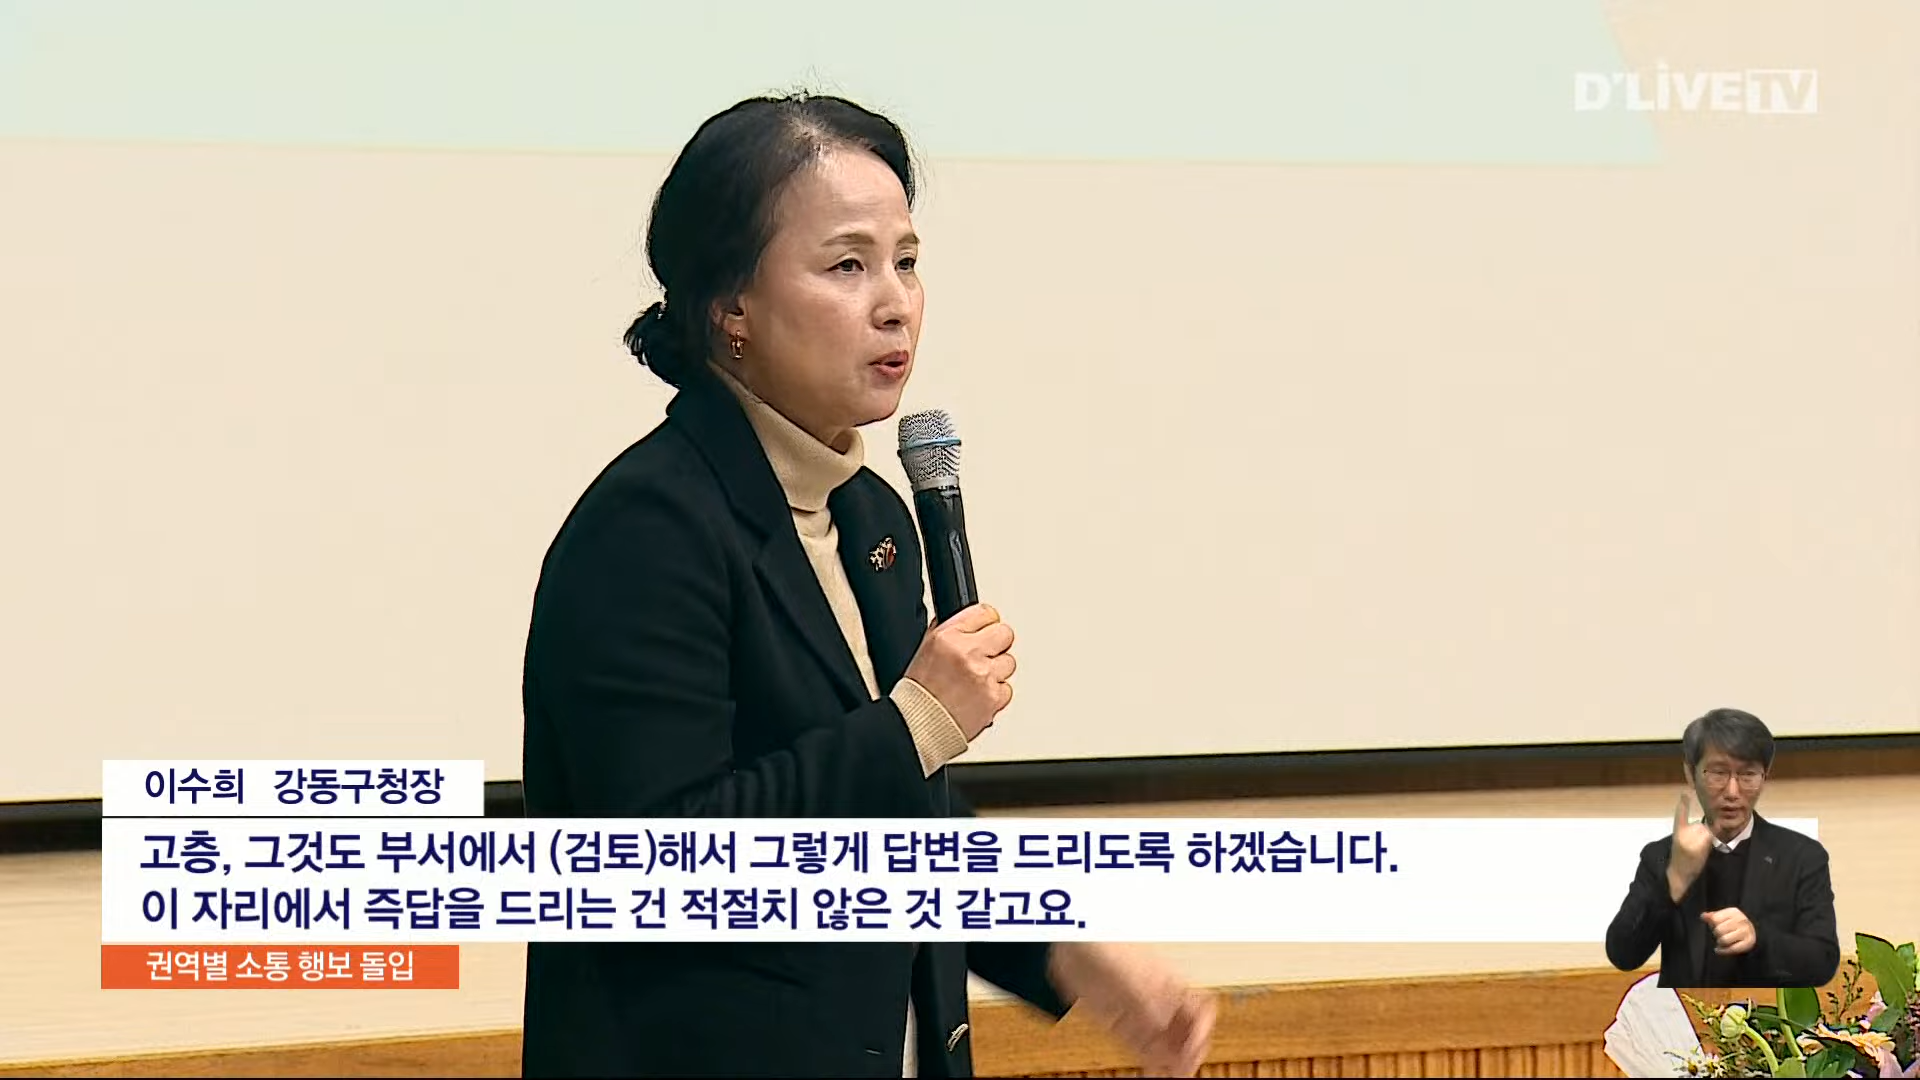 D'LIVE TV
이수희 강동구청장
고층, 그것도 부서에서 (검토)해서 그렇게 답변을 드리도록 하겠습니다.
이 자리에서 즉답을 드리는 건 적절치 않은 것 같고요.
권역별 소통 행보 돌입